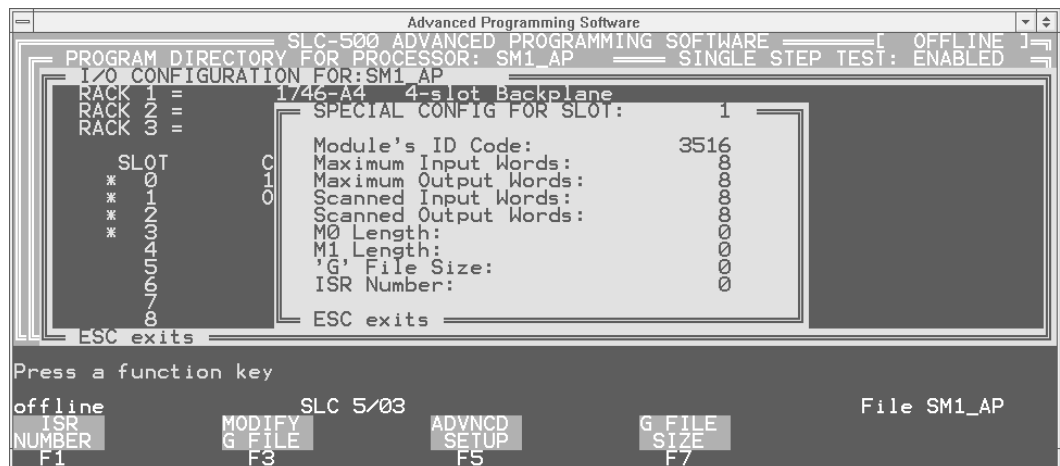 Advanced Programming Software
SLC-500 ADVANCED PROGRAMMING SOFTWARE [ OFFLINE ]
PROGRAM DIRECTORY FOR PROCESSOR: SM1_AP SINGLE STEP TEST: ENABLED
I/O CONFIGURATION FOR:SM1_AP
RACK 1 = 1746-A4 4-slot Backplane
RACK 2 =
RACK 3 =
SPECIAL CONFIG FOR SLOT: 1
Module's ID Code: 3516
Maximum Input Words: 8
Maximum Output Words: 8
Scanned Input Words: 8
Scanned Output Words: 8
M0 Length: 0
M1 Length: 0
'G' File Size: 0
ISR Number: 0
ESC exits
SLOT C
* 0 1
* 1 0
* 2
* 3
4
5
6
7
8
ESC exits
Press a function key
offline SLC 5/03 File SM1_AP
ISR NUMBER F1
MODIFY G FILE F3
ADVNCD SETUP F5
G FILE SIZE F7